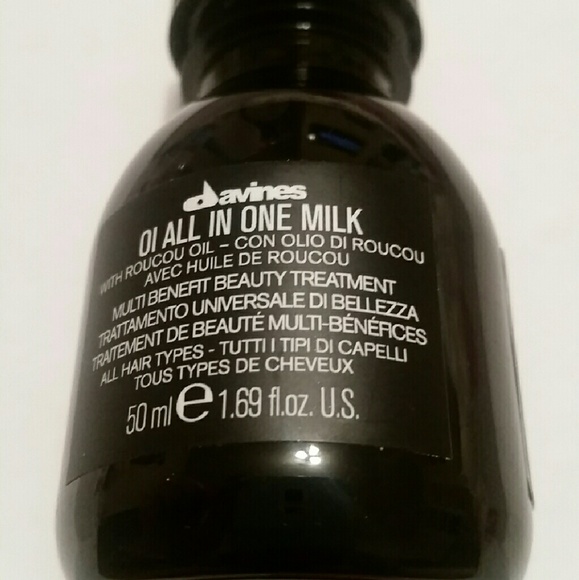 davines
OI ALL IN ONE MILK
WITH ROUCOU OIL - CON OLIO DI ROUCOU
AVEC HUILE DE ROUCOU
MULTI BENEFIT BEAUTY TREATMENT
TRATTAMENTO UNIVERSALE DI BELLEZZA
TRAITEMENT DE BEAUTÉ MULTI-BÉNÉFICES
ALL HAIR TYPES - TUTTI I TIPI DI CAPELLI
TOUS TYPES DE CHEVEUX
50 ml e 1.69 fl.oz. U.S.